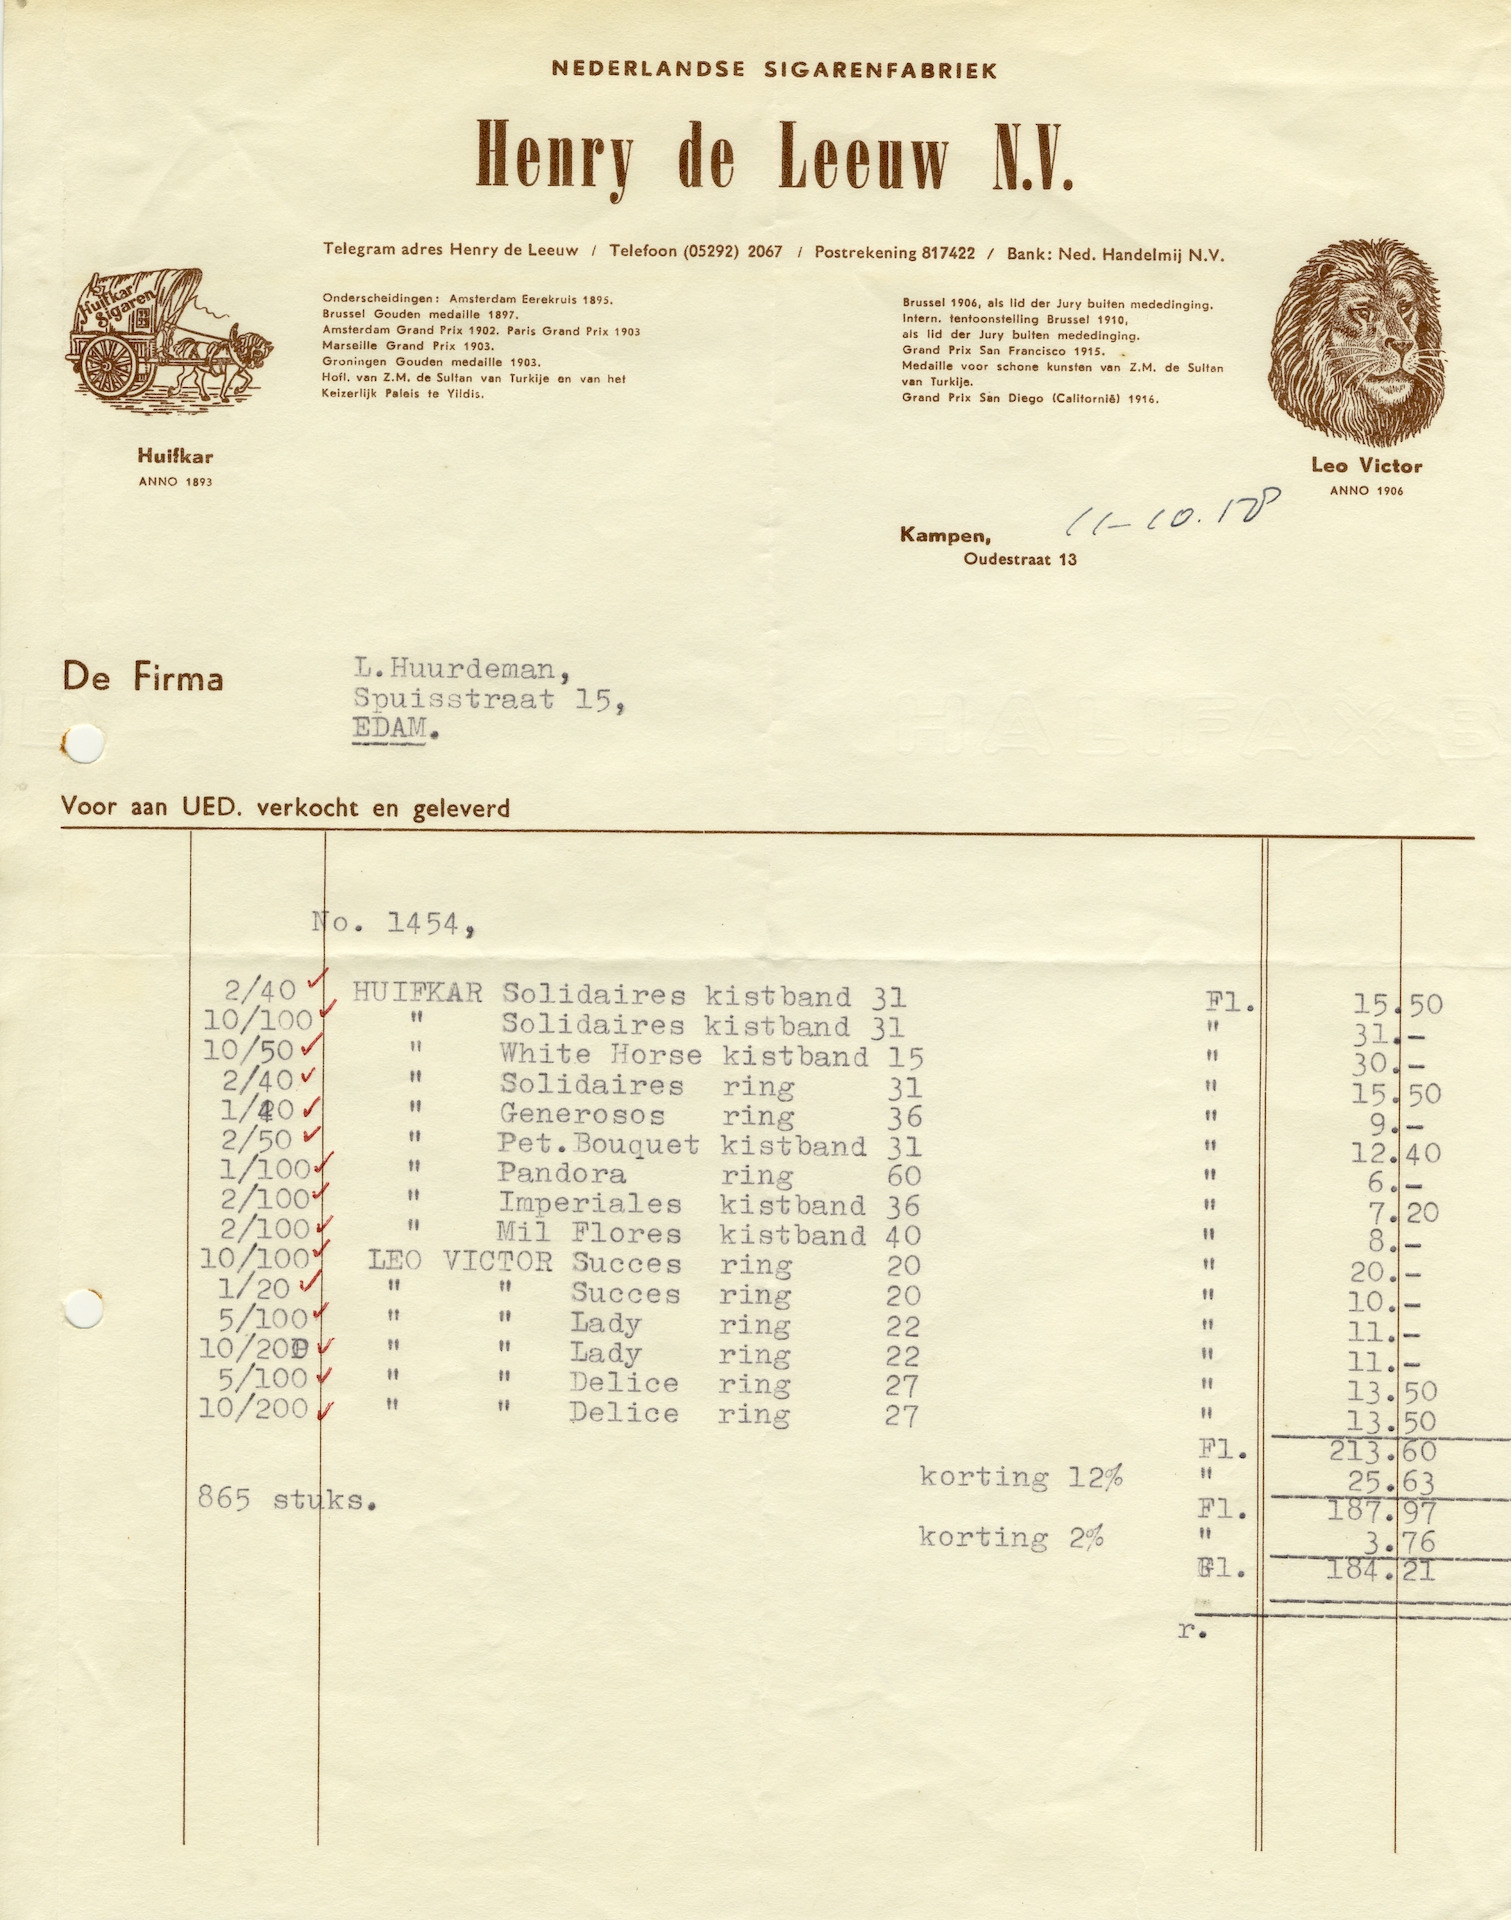 NEDERLANDSE SIGARENFABRIEK
Henry de Leeuw N.V.
Telegram adres Henry de Leeuw / Telefoon (05292) 2067 / Postrekening 817422 / Bank: Ned. Handelmij N.V.
Huifkar
Sigaren
Huifkar
ANNO 1893
Onderscheidingen: Amsterdam Eerekruis 1895.
Brussel Gouden medaille 1897.
Amsterdam Grand Prix 1902. Paris Grand Prix 1903
Marseille Grand Prix 1903.
Groningen Gouden medaille 1903.
Hofl. van Z.M. de Sultan van Turkije en van het
Keizerlijk Paleis te Yildis.
Brussel 1906, als lid der Jury buiten mededinging.
Intern. tentoonstelling Brussel 1910,
als lid der Jury buiten mededinging.
Grand Prix San Francisco 1915.
Medaille voor schone kunsten van Z.M. de Sultan
van Turkije.
Grand Prix San Diego (Californië) 1916.
Leo Victor
ANNO 1906
Kampen,
Oudestraat 13
De Firma L.Huurdeman,
Spuisstraat 15,
EDAM.
Voor aan UED. verkocht en geleverd
No. 1454,
2/40 HUIFKAR Solidaires kistband 31 Fl. 15.50
10/100 " Solidaires kistband 31 " 31.-
10/50 " White Horse kistband 15 " 30.-
2/40 " Solidaires ring 31 " 15.50
" Generosos ring 36 " 9.-
2/50 " Pet.Bouquet kistband 31 " 12.40
1/100 " Pandora ring 60 " 6.-
2/100 " Imperiales kistband 36 " 7.20
2/100 " Mil Flores kistband 40 " 8.-
10/100 LEO VICTOR Succes ring 20 " 20.-
1/20 " " Succes ring 20 " 10.-
5/100 " " Lady ring 22 " 11.-
10/200 " " Lady ring 22 " 11.-
5/100 " " Delice ring 27 " 13.50
10/200 " " Delice ring 27 " 13.50
Fl. 213.60
korting 12% " 25.63
865 stuks. Fl. 187.97
korting 2% " 3.76
Fl. 184.21
r.